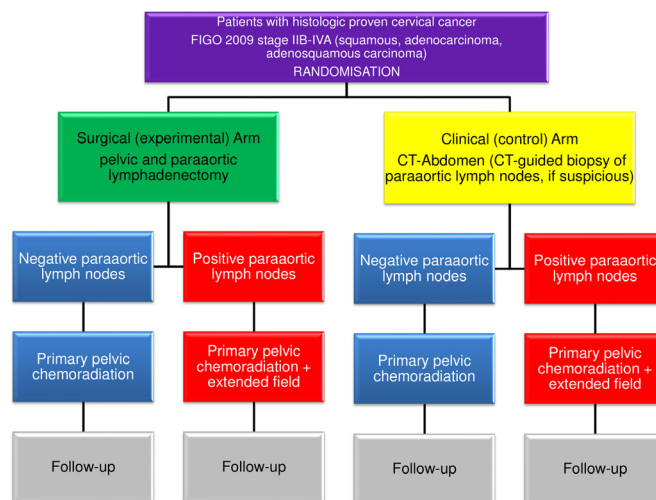 Patients with histologic proven cervical cancer
FIGO 2009 stage IIB-IVA (squamous, adenocarcinoma,
adenosquamous carcinoma)
RANDOMISATION
Surgical (experimental) Arm
pelvic and paraaortic
lymphadenectomy
Clinical (control) Arm
CT-Abdomen (CT-guided biopsy of
paraaortic lymph nodes, if suspicious)
Negative paraaortic
lymph nodes
Positive paraaortic
lymph nodes
Negative paraaortic
lymph nodes
Positive paraaortic
lymph nodes
Primary pelvic
chemoradiation
Primary pelvic
chemoradiation +
extended field
Primary pelvic
chemoradiation
Primary pelvic
chemoradiation +
extended field
Follow-up
Follow-up
Follow-up
Follow-up